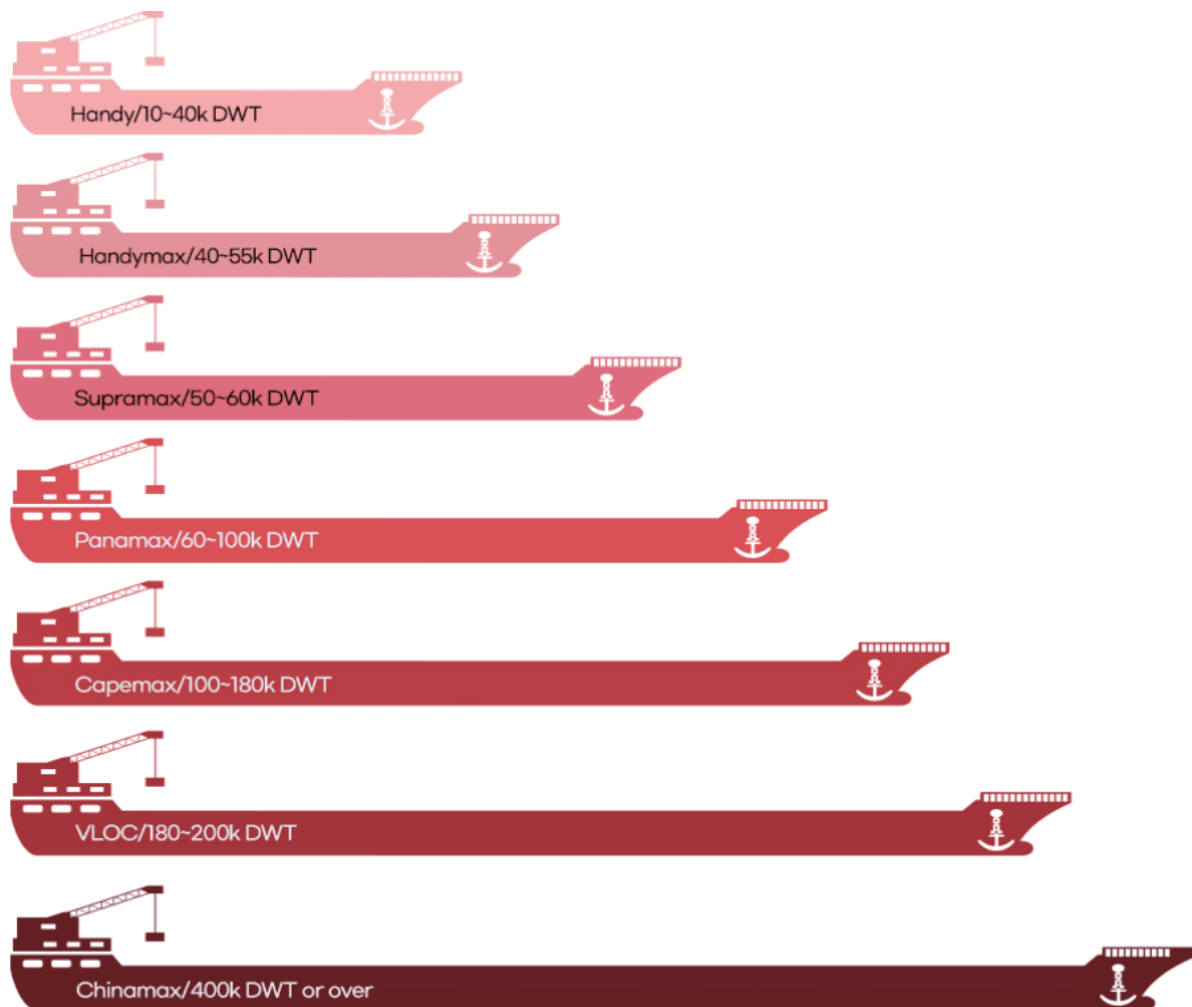 Handy/10~40k DWT
Handymax/40~55k DWT
Supramax/50~60k DWT
Panamax/60~100k DWT
Capemax/100~180k DWT
VLOC/180~200k DWT
Chinamax/400k DWT or over